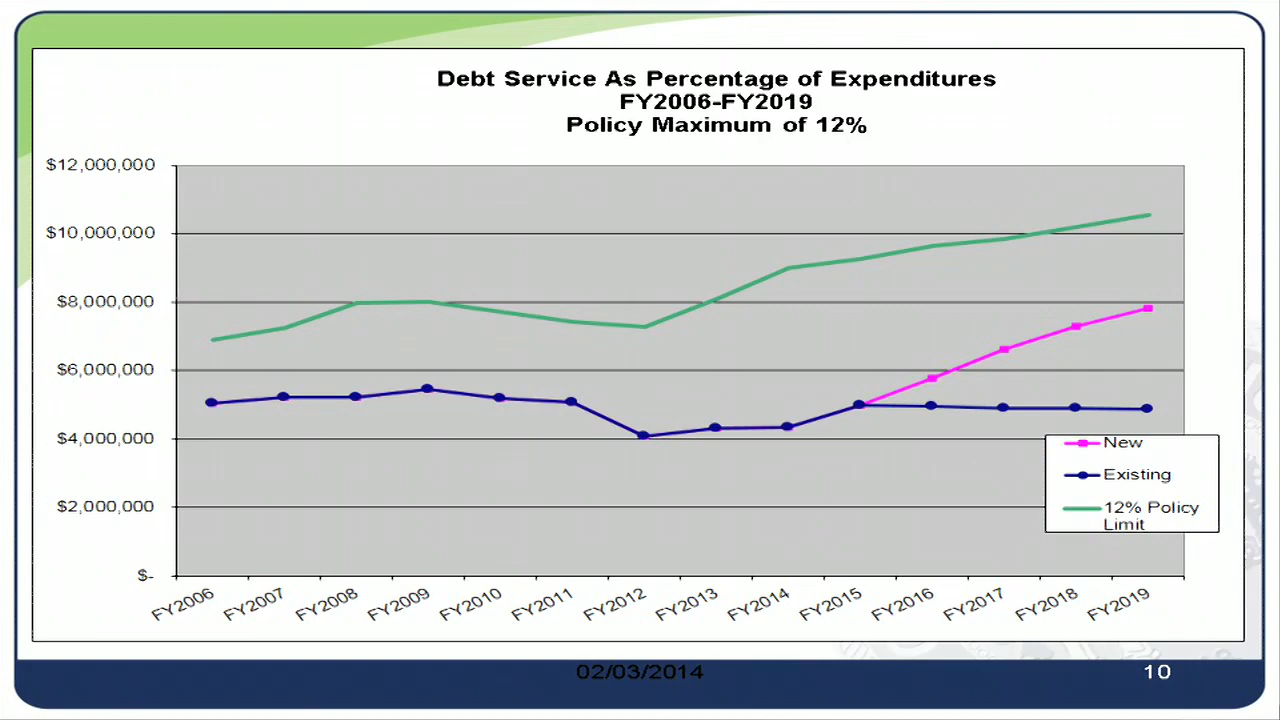 Debt Service As Percentage of Expenditures
FY2006-FY2019
Policy Maximum of 12%
$12,000,000
$10,000,000
$8,000,000
$6,000,000
$4,000,000
$2,000,000
$-
New
Existing
12% Policy
Limit
FY2006
FY2007
FY2008
FY2009
FY2010
FY2011
FY2012
FY2013
FY2014
FY2015
FY2016
FY2017
FY2018
FY2019
02/03/2014
10